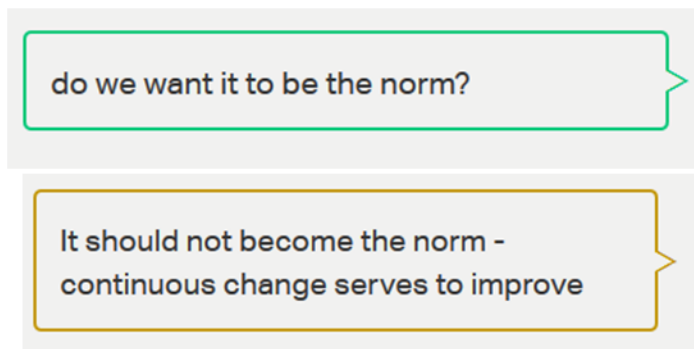 do we want it to be the norm?
It should not become the norm -
continuous change serves to improve